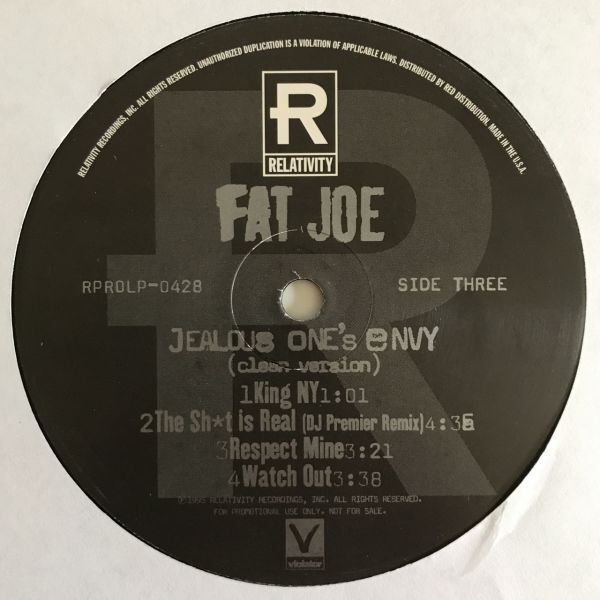 RELATIVITY RECORDINGS, INC. ALL RIGHTS RESERVED. UNAUTHORIZED DUPLICATION IS A VIOLATION OF APPLICABLE LAWS. DISTRIBUTED BY RED DISTRIBUTION. MADE IN THE U.S.A.
R
RELATIVITY
FAT JOE
RPROLP-0428 SIDE THREE
JEALOUS ONE'S ENVY
(clean version)
1 King NY 1:01
2 The Sh*t is Real (DJ Premier Remix)
3 Respect Mine 3:21
4 Watch Out 3:38
℗1995 RELATIVITY RECORDINGS, INC. ALL RIGHTS RESERVED.
FOR PROMOTIONAL USE ONLY. NOT FOR SALE.
V
violator